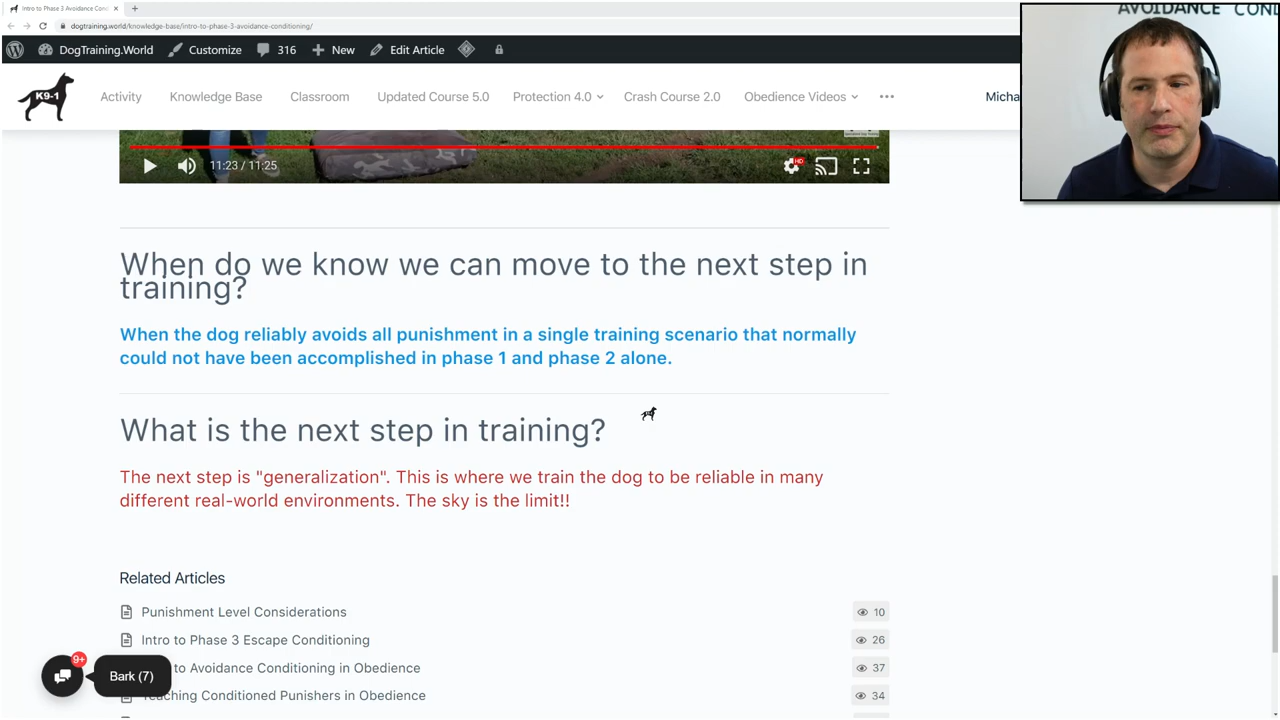 Intro to Phase 3 Avoidance Cond
dogtraining.world/knowledge-base/intro-to-phase-3-avoidance-conditioning/
AVOIDANCE COND
DogTraining.World Customize 316 New Edit Article
K9-1 Activity Knowledge Base Classroom Updated Course 5.0 Protection 4.0 Crash Course 2.0 Obedience Videos ••• Micha
11:23 / 11:25 HD
When do we know we can move to the next step in
training?
When the dog reliably avoids all punishment in a single training scenario that normally
could not have been accomplished in phase 1 and phase 2 alone.
What is the next step in training?
The next step is "generalization". This is where we train the dog to be reliable in many
different real-world environments. The sky is the limit!!
Related Articles
Punishment Level Considerations 10
Intro to Phase 3 Escape Conditioning 26
to Avoidance Conditioning in Obedience 37
9+
Bark (7)
Teaching Conditioned Punishers in Obedience 34